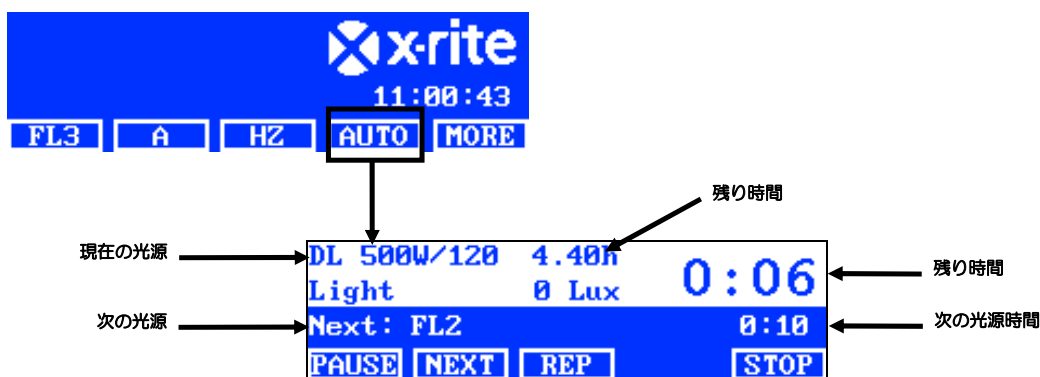 x·rite
11:00:43
FL3 A HZ AUTO MORE
残り時間
現在の光源
DL 500W/120 4.40h
0:06
残り時間
Light 0 Lux
次の光源
Next: FL2 0:10
次の光源時間
PAUSE NEXT REP STOP